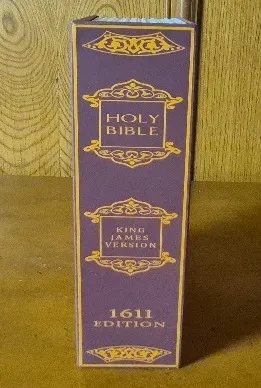 HOLY
BIBLE
KING
JAMES
VERSION
1611
EDITION